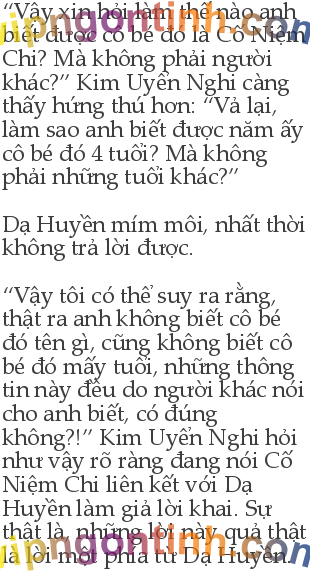 “Vậy xin hỏi làm thế nào anh
biết được cô bé đó là Cố Niệm
Chi? Mà không phải người
khác?” Kim Uyển Nghi càng
thấy hứng thú hơn: “Vả lại,
làm sao anh biết được năm ấy
cô bé đó 4 tuổi? Mà không
phải những tuổi khác?”
Dạ Huyền mím môi, nhất thời
không trả lời được.
“Vậy tôi có thể suy ra rằng,
thật ra anh không biết cô bé
đó tên gì, cũng không biết cô
bé đó mấy tuổi, những thông
tin này đều do người khác nói
cho anh biết, có đúng
không?!” Kim Uyển Nghi hỏi
như vậy rõ ràng đang nói Cố
Niệm Chi liên kết với Dạ
Huyền làm giả lời khai. Sự
thật là, những lời này quả thật
là lời một phía từ Dạ Huyền.
vipngontinh.com
vipngontinh.com